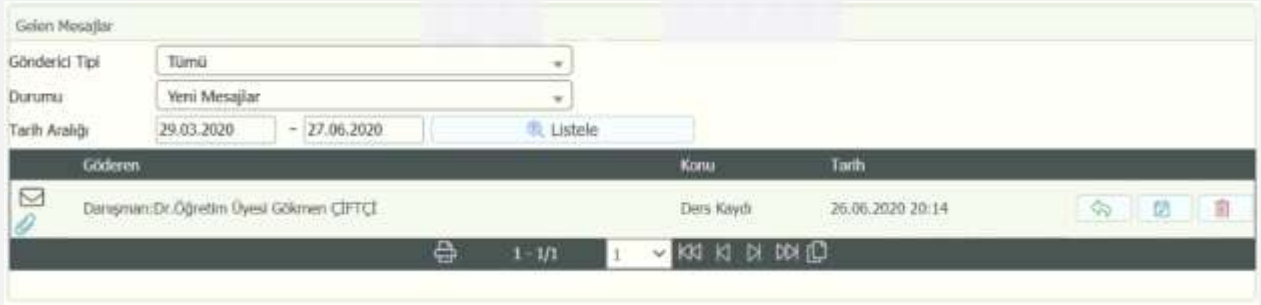 Gelen Mesajlar
Gönderici Tipi Tümü
Durumu Yeni Mesajlar
Tarih Aralığı 29.03.2020 ~ 27.06.2020 Listele
Göderen Konu Tarih
Danışman:Dr.Öğretim Üyesi Gökmen ÇİFTÇİ Ders Kaydı 26.06.2020 20:14
1 - 1/1 1